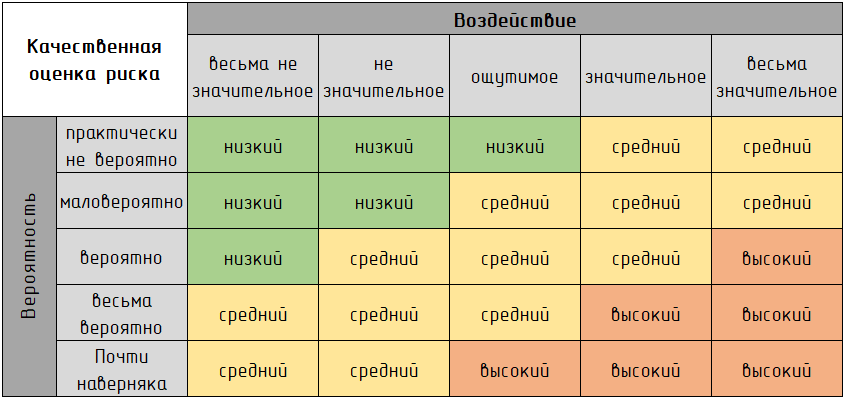 Качественная
оценка риска
Воздействие
весьма не
значительное
не
значительное
ощутимое
значительное
весьма
значительное
Вероятность
практически
не вероятно
низкий
низкий
низкий
средний
средний
маловероятно
низкий
низкий
средний
средний
средний
вероятно
низкий
средний
средний
средний
высокий
весьма
вероятно
средний
средний
средний
высокий
высокий
Почти
наверняка
средний
средний
высокий
высокий
высокий